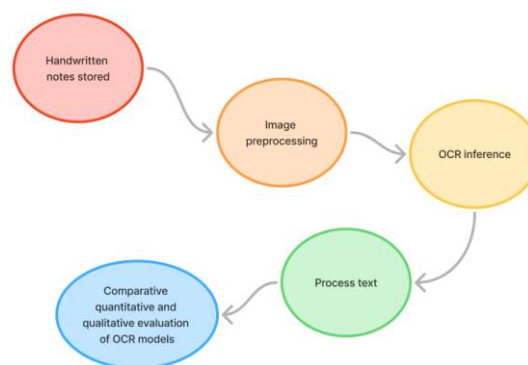 Handwritten
notes stored
Image
preprocessing
OCR inference
Process text
Comparative
quantitative and
qualitative evaluation
of OCR models